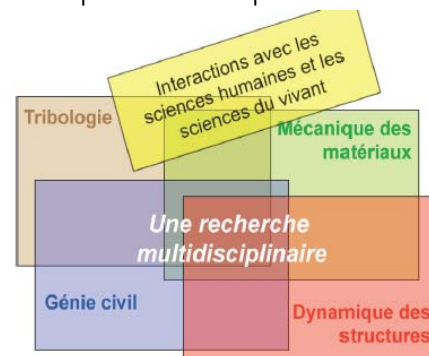 Interactions avec les
sciences humaines et les
sciences du vivant
Tribologie
Mécanique des
matériaux
Une recherche
multidisciplinaire
Génie civil
Dynamique des
structures